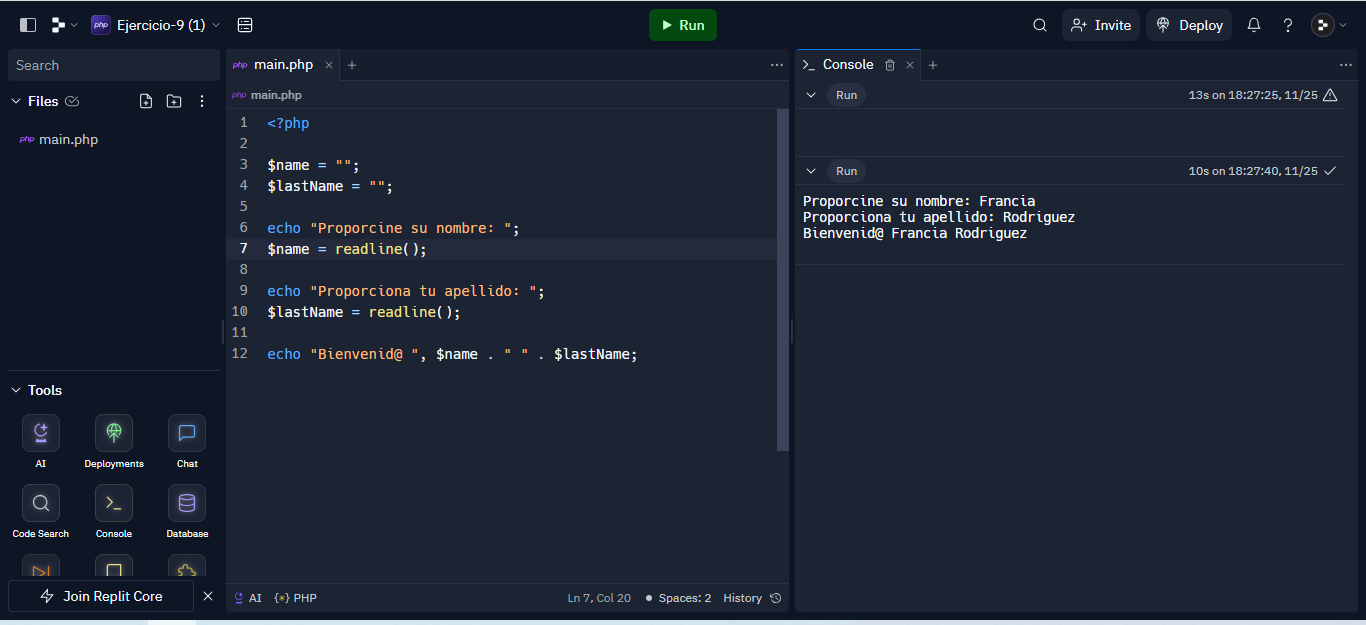 php Ejercicio-9 (1)
Run
Invite
Deploy
?
Search
Files
php main.php
php main.php × +
php main.php
1 <?php
2
3 $name = "";
4 $lastName = "";
5
6 echo "Proporcine su nombre: ";
7 $name = readline();
8
9 echo "Proporciona tu apellido: ";
10 $lastName = readline();
11
12 echo "Bienvenid@ ", $name . " " . $lastName;
Tools
AI Deployments Chat
Code Search Console Database
Join Replit Core ×
AI {*} PHP Ln 7, Col 20 Spaces: 2 History
>_ Console × +
Run 13s on 18:27:25, 11/25
Run 10s on 18:27:40, 11/25
Proporcine su nombre: Francia
Proporciona tu apellido: Rodriguez
Bienvenid@ Francia Rodriguez